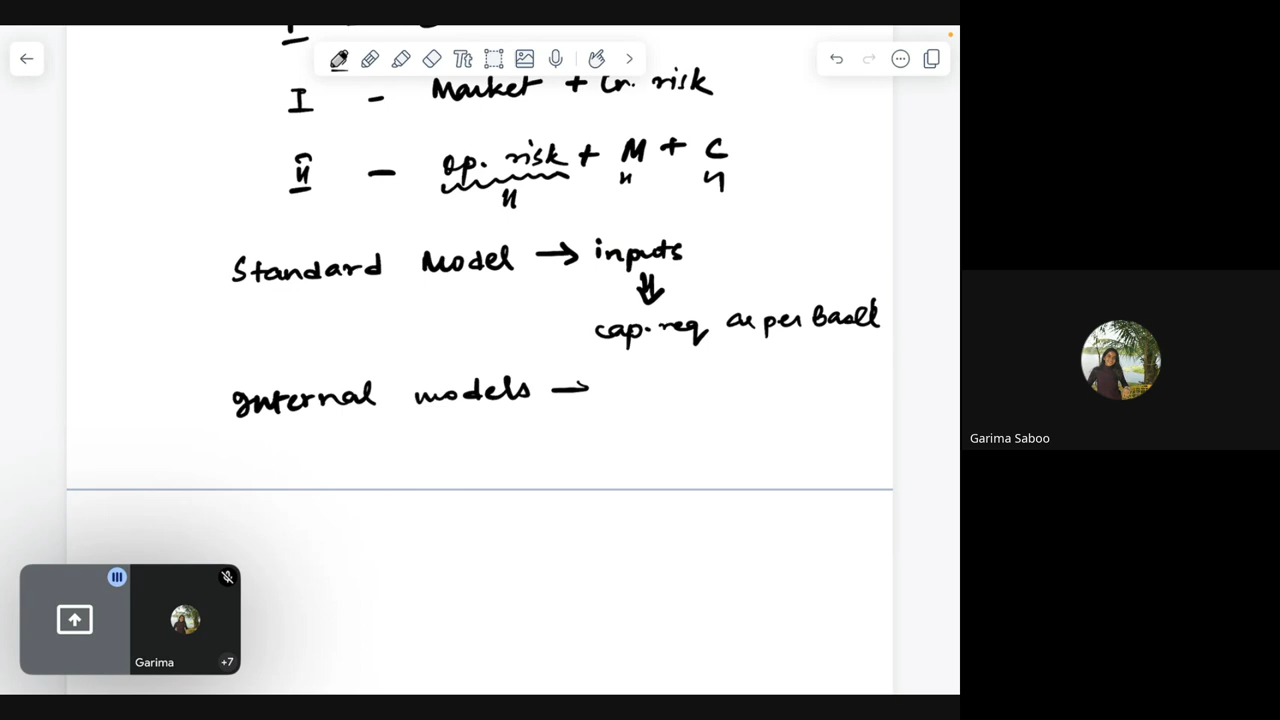 I - Market + Cr. risk
II - op. risk + M + C
Standard Model → inputs
cap. req as per Basel
Internal models →
Tt
Garima Saboo
Garima
+7